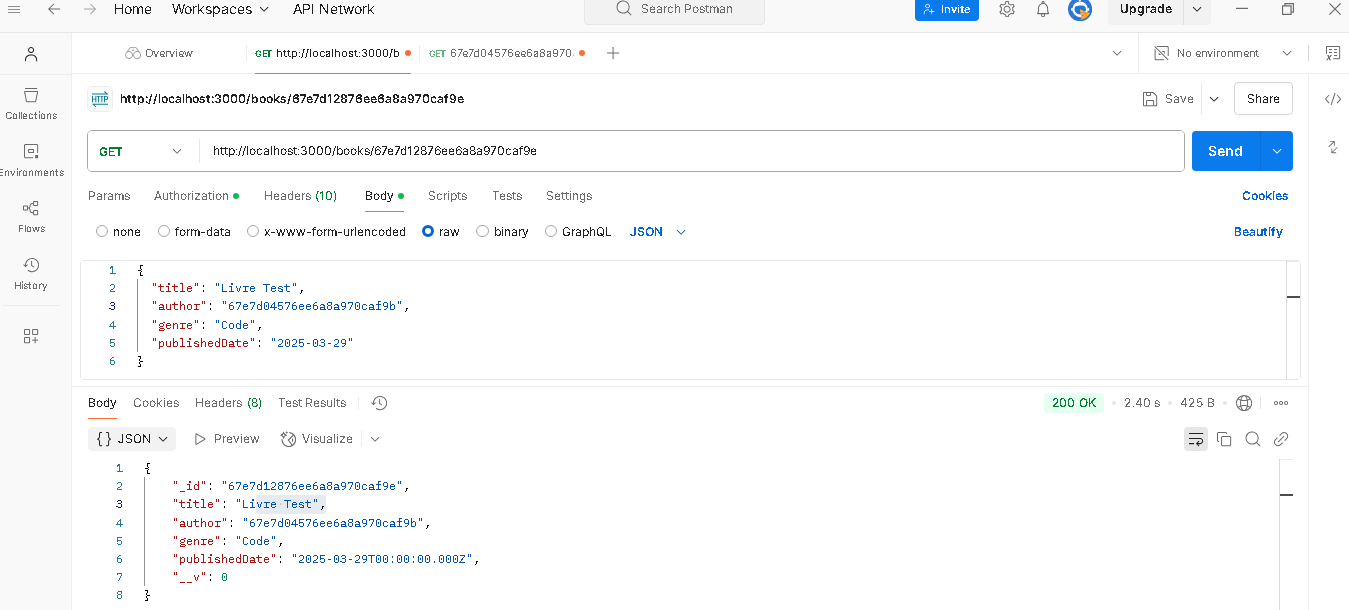 Home Workspaces API Network Search Postman Invite Upgrade
Overview GET http://localhost:3000/b GET 67e7d04576ee6a8a970 No environment
HTTP http://localhost:3000/books/67e7d12876ee6a8a970caf9e Save Share
GET http://localhost:3000/books/67e7d12876ee6a8a970caf9e Send
Params Authorization Headers (10) Body Scripts Tests Settings Cookies
none form-data x-www-form-urlencoded raw binary GraphQL JSON Beautify
Collections
Environments
Flows
History
1 {
2 "title": "Livre Test",
3 "author": "67e7d04576ee6a8a970caf9b",
4 "genre": "Code",
5 "publishedDate": "2025-03-29"
6 }
Body Cookies Headers (8) Test Results 200 OK 2.40 s 425 B
{} JSON Preview Visualize
1 {
2 "_id": "67e7d12876ee6a8a970caf9e",
3 "title": "Livre Test",
4 "author": "67e7d04576ee6a8a970caf9b",
5 "genre": "Code",
6 "publishedDate": "2025-03-29T00:00:00.000Z",
7 "__v": 0
8 }